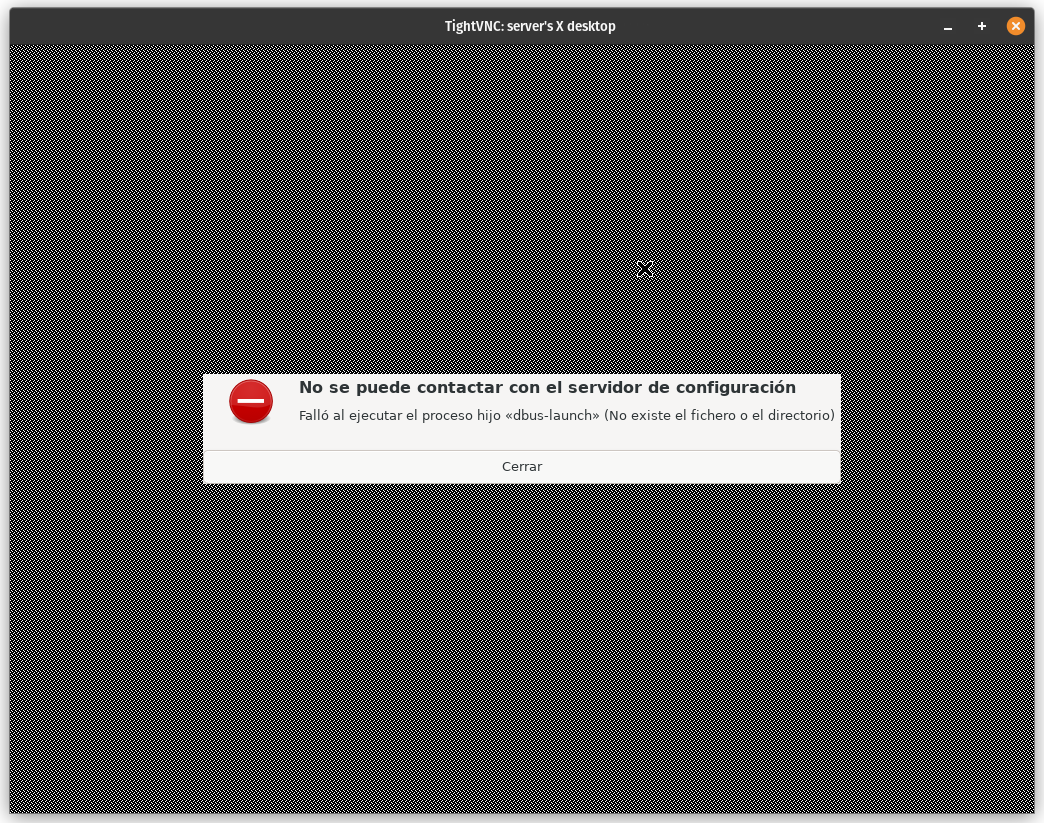 TightVNC: server's X desktop
No se puede contactar con el servidor de configuración
Falló al ejecutar el proceso hijo «dbus-launch» (No existe el fichero o el directorio)
Cerrar